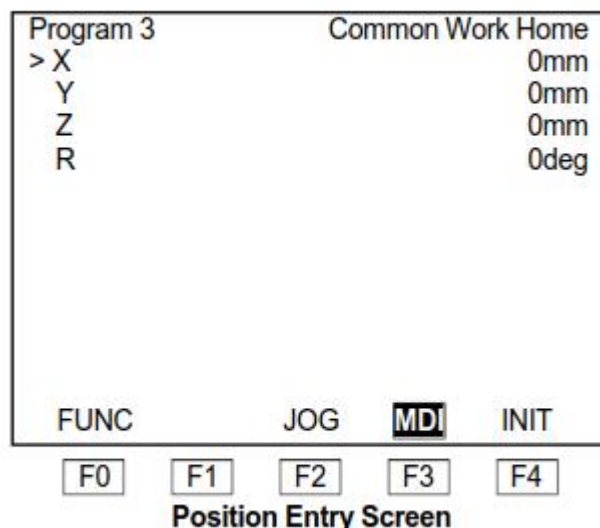 Program 3 Common Work Home
> X 0mm
Y 0mm
Z 0mm
R 0deg
FUNC JOG MDI INIT
F0 F1 F2 F3 F4
Position Entry Screen